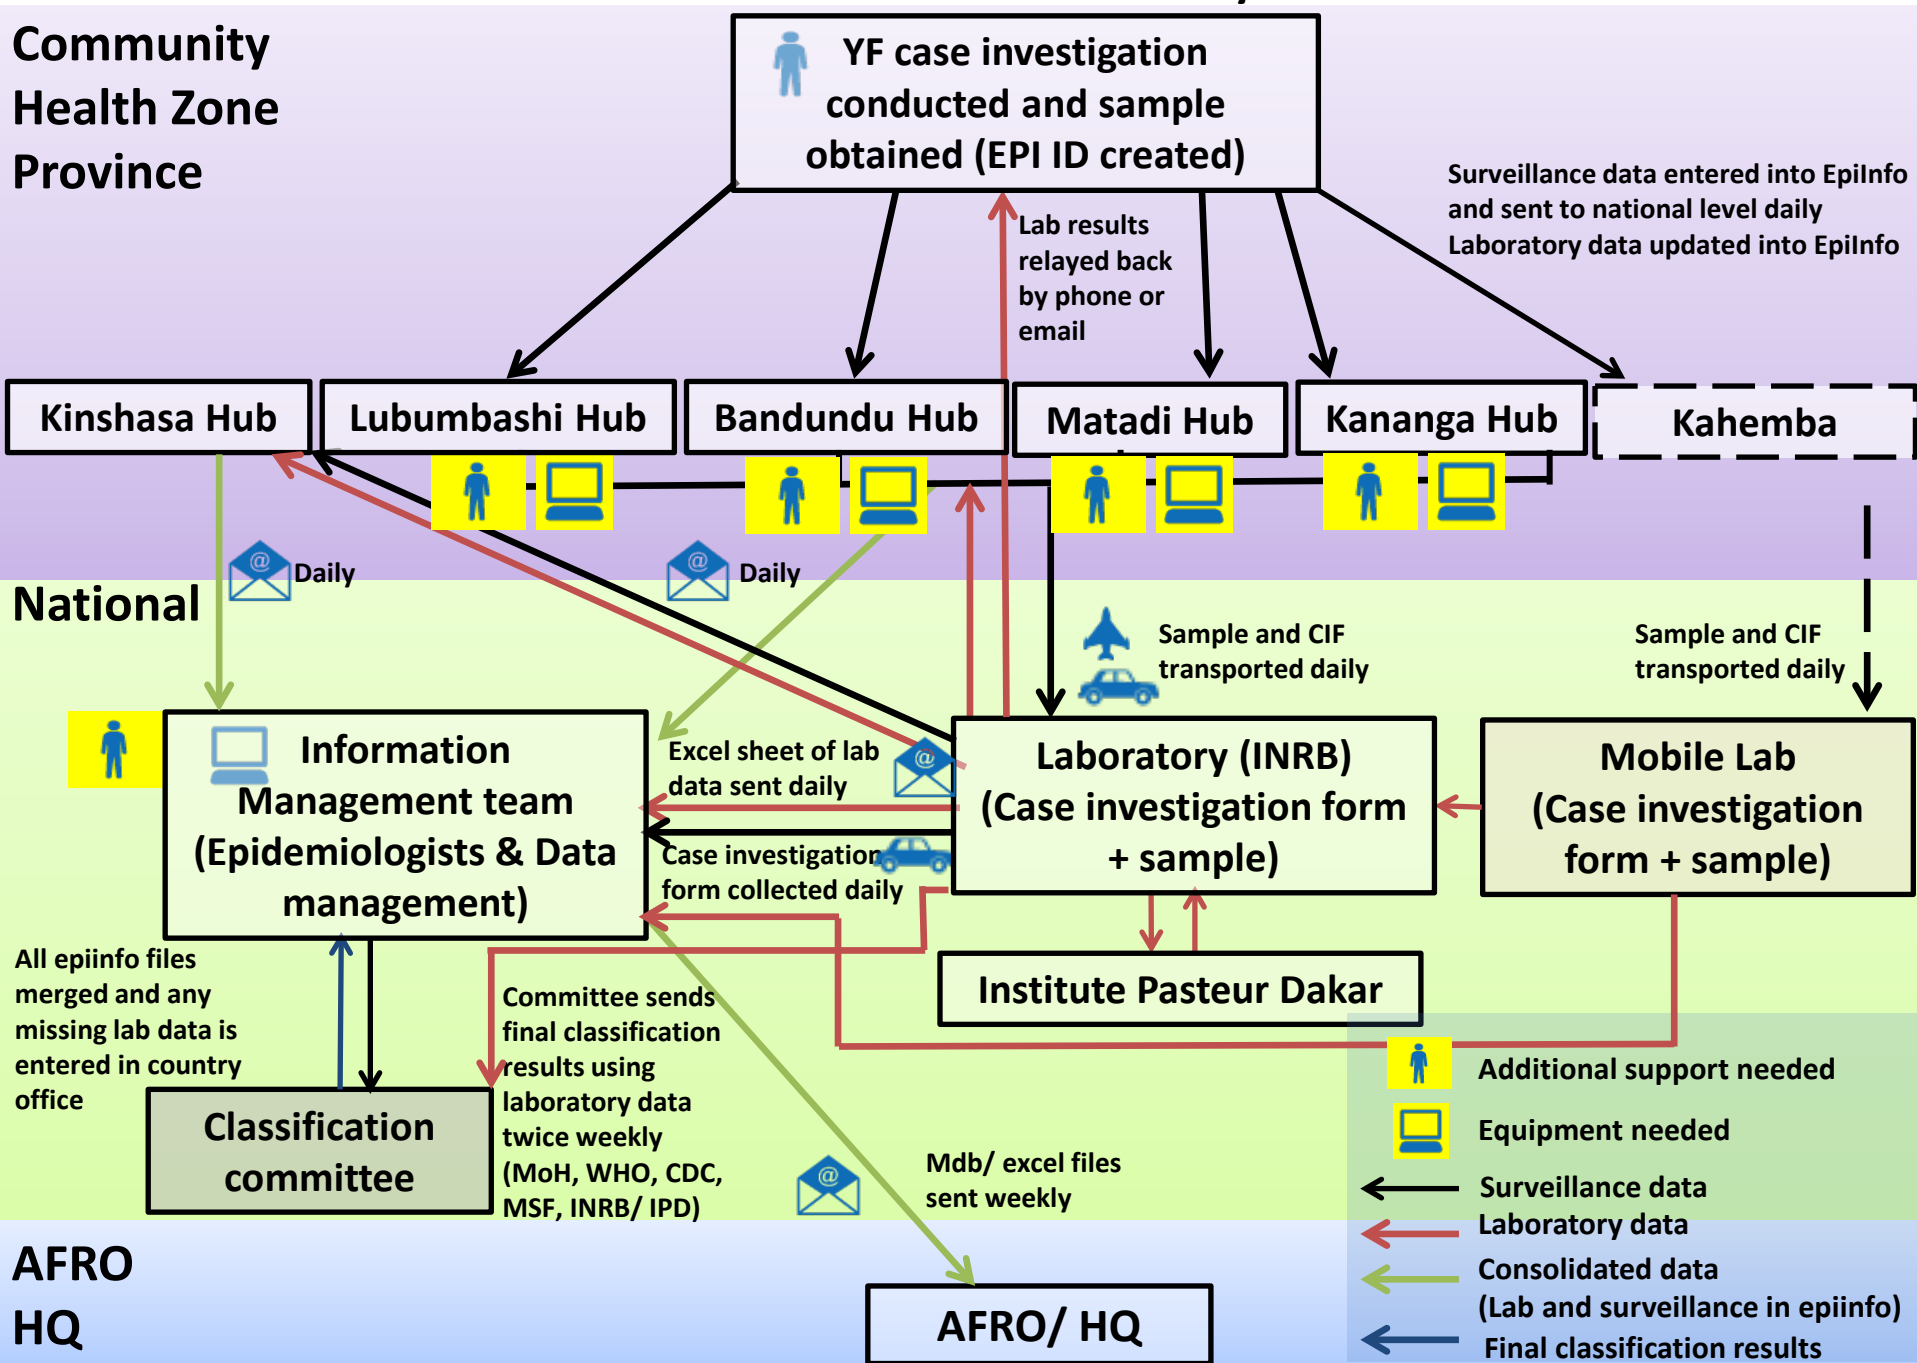 Community
Health Zone
Province
YF case investigation
conducted and sample
obtained (EPI ID created)
Surveillance data entered into EpiInfo
and sent to national level daily
Laboratory data updated into EpiInfo
Lab results
relayed back
by phone or
email
Kinshasa Hub
Lubumbashi Hub
Bandundu Hub
Matadi Hub
Kananga Hub
Kahemba
@
Daily
@
Daily
National
Sample and CIF
transported daily
Sample and CIF
transported daily
Information
Management team
(Epidemiologists & Data
management)
Excel sheet of lab
data sent daily
@
Case investigation
form collected daily
Laboratory (INRB)
(Case investigation form
+ sample)
Mobile Lab
(Case investigation
form + sample)
Institute Pasteur Dakar
All epiinfo files
merged and any
missing lab data is
entered in country
office
Committee sends
final classification
results using
laboratory data
twice weekly
(MoH, WHO, CDC,
MSF, INRB/ IPD)
Classification
committee
@
Mdb/ excel files
sent weekly
Additional support needed
Equipment needed
Surveillance data
Laboratory data
Consolidated data
(Lab and surveillance in epiinfo)
Final classification results
AFRO
HQ
AFRO/ HQ